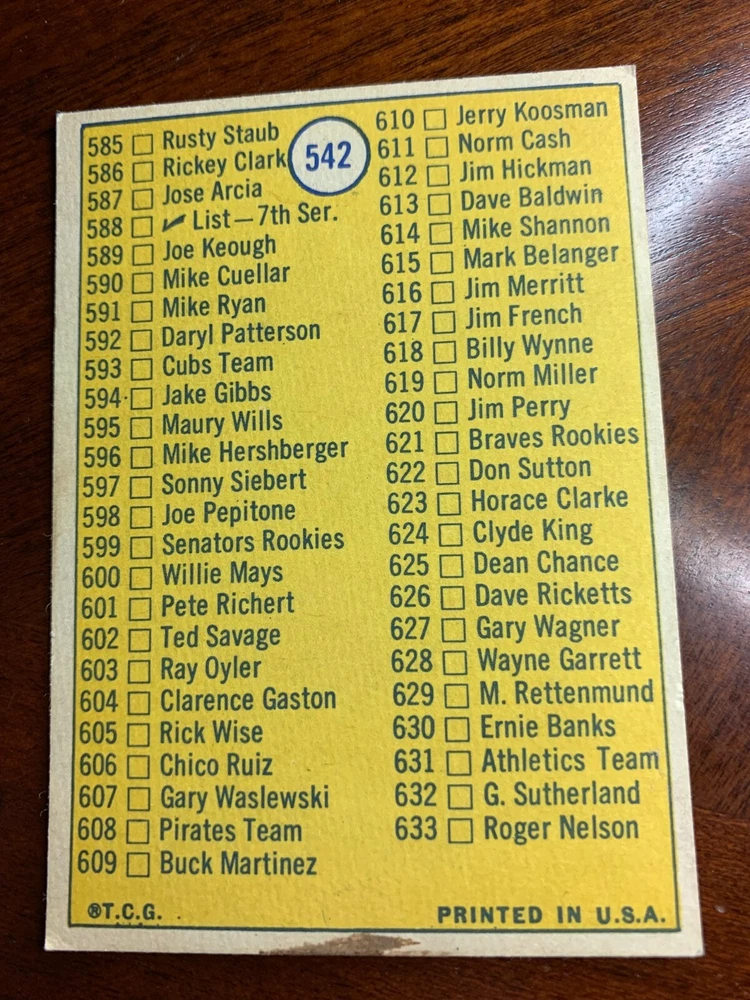 542
585 Rusty Staub
586 Rickey Clark
587 Jose Arcia
588 List – 7th Ser.
589 Joe Keough
590 Mike Cuellar
591 Mike Ryan
592 Daryl Patterson
593 Cubs Team
594 Jake Gibbs
595 Maury Wills
596 Mike Hershberger
597 Sonny Siebert
598 Joe Pepitone
599 Senators Rookies
600 Willie Mays
601 Pete Richert
602 Ted Savage
603 Ray Oyler
604 Clarence Gaston
605 Rick Wise
606 Chico Ruiz
607 Gary Waslewski
608 Pirates Team
609 Buck Martinez
610 Jerry Koosman
611 Norm Cash
612 Jim Hickman
613 Dave Baldwin
614 Mike Shannon
615 Mark Belanger
616 Jim Merritt
617 Jim French
618 Billy Wynne
619 Norm Miller
620 Jim Perry
621 Braves Rookies
622 Don Sutton
623 Horace Clarke
624 Clyde King
625 Dean Chance
626 Dave Ricketts
627 Gary Wagner
628 Wayne Garrett
629 M. Rettenmund
630 Ernie Banks
631 Athletics Team
632 G. Sutherland
633 Roger Nelson
®T.C.G.
PRINTED IN U.S.A.